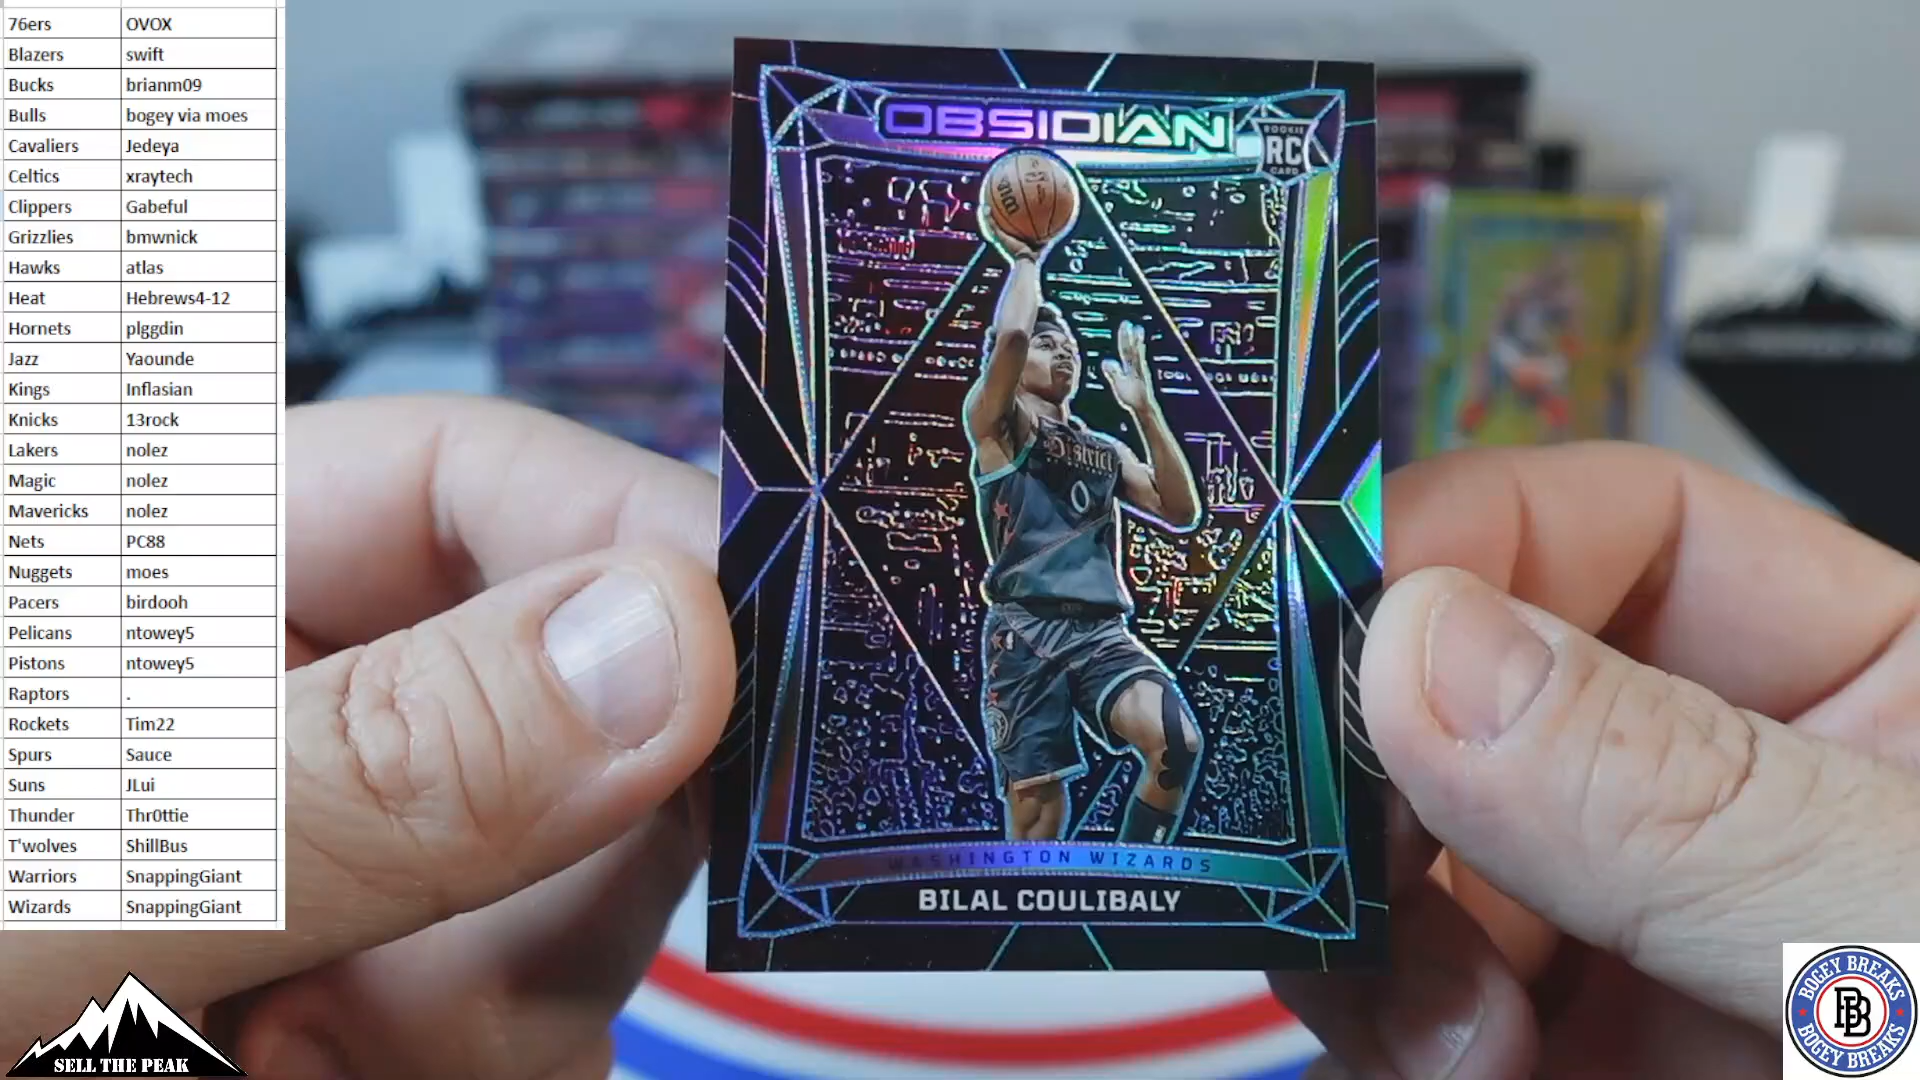 76ers OVOX
Blazers swift
Bucks brianm09
Bulls bogey via moes
Cavaliers Jedeya
Celtics xraytech
Clippers Gabeful
Grizzlies bmwnick
Hawks atlas
Heat Hebrews4-12
Hornets plggdin
Jazz Yaounde
Kings Inflasian
Knicks 13rock
Lakers nolez
Magic nolez
Mavericks nolez
Nets PC88
Nuggets moes
Pacers birdooh
Pelicans ntowey5
Pistons ntowey5
Raptors .
Rockets Tim22
Spurs Sauce
Suns JLui
Thunder Thr0ttie
T'wolves ShillBus
Warriors SnappingGiant
Wizards SnappingGiant
OBSIDIAN
ROOKIE
RC
CARD
District
0
WASHINGTON WIZARDS
BILAL COULIBALY
SELL THE PEAK
BOGEY BREAKS
BB
BOGEY BREAKS